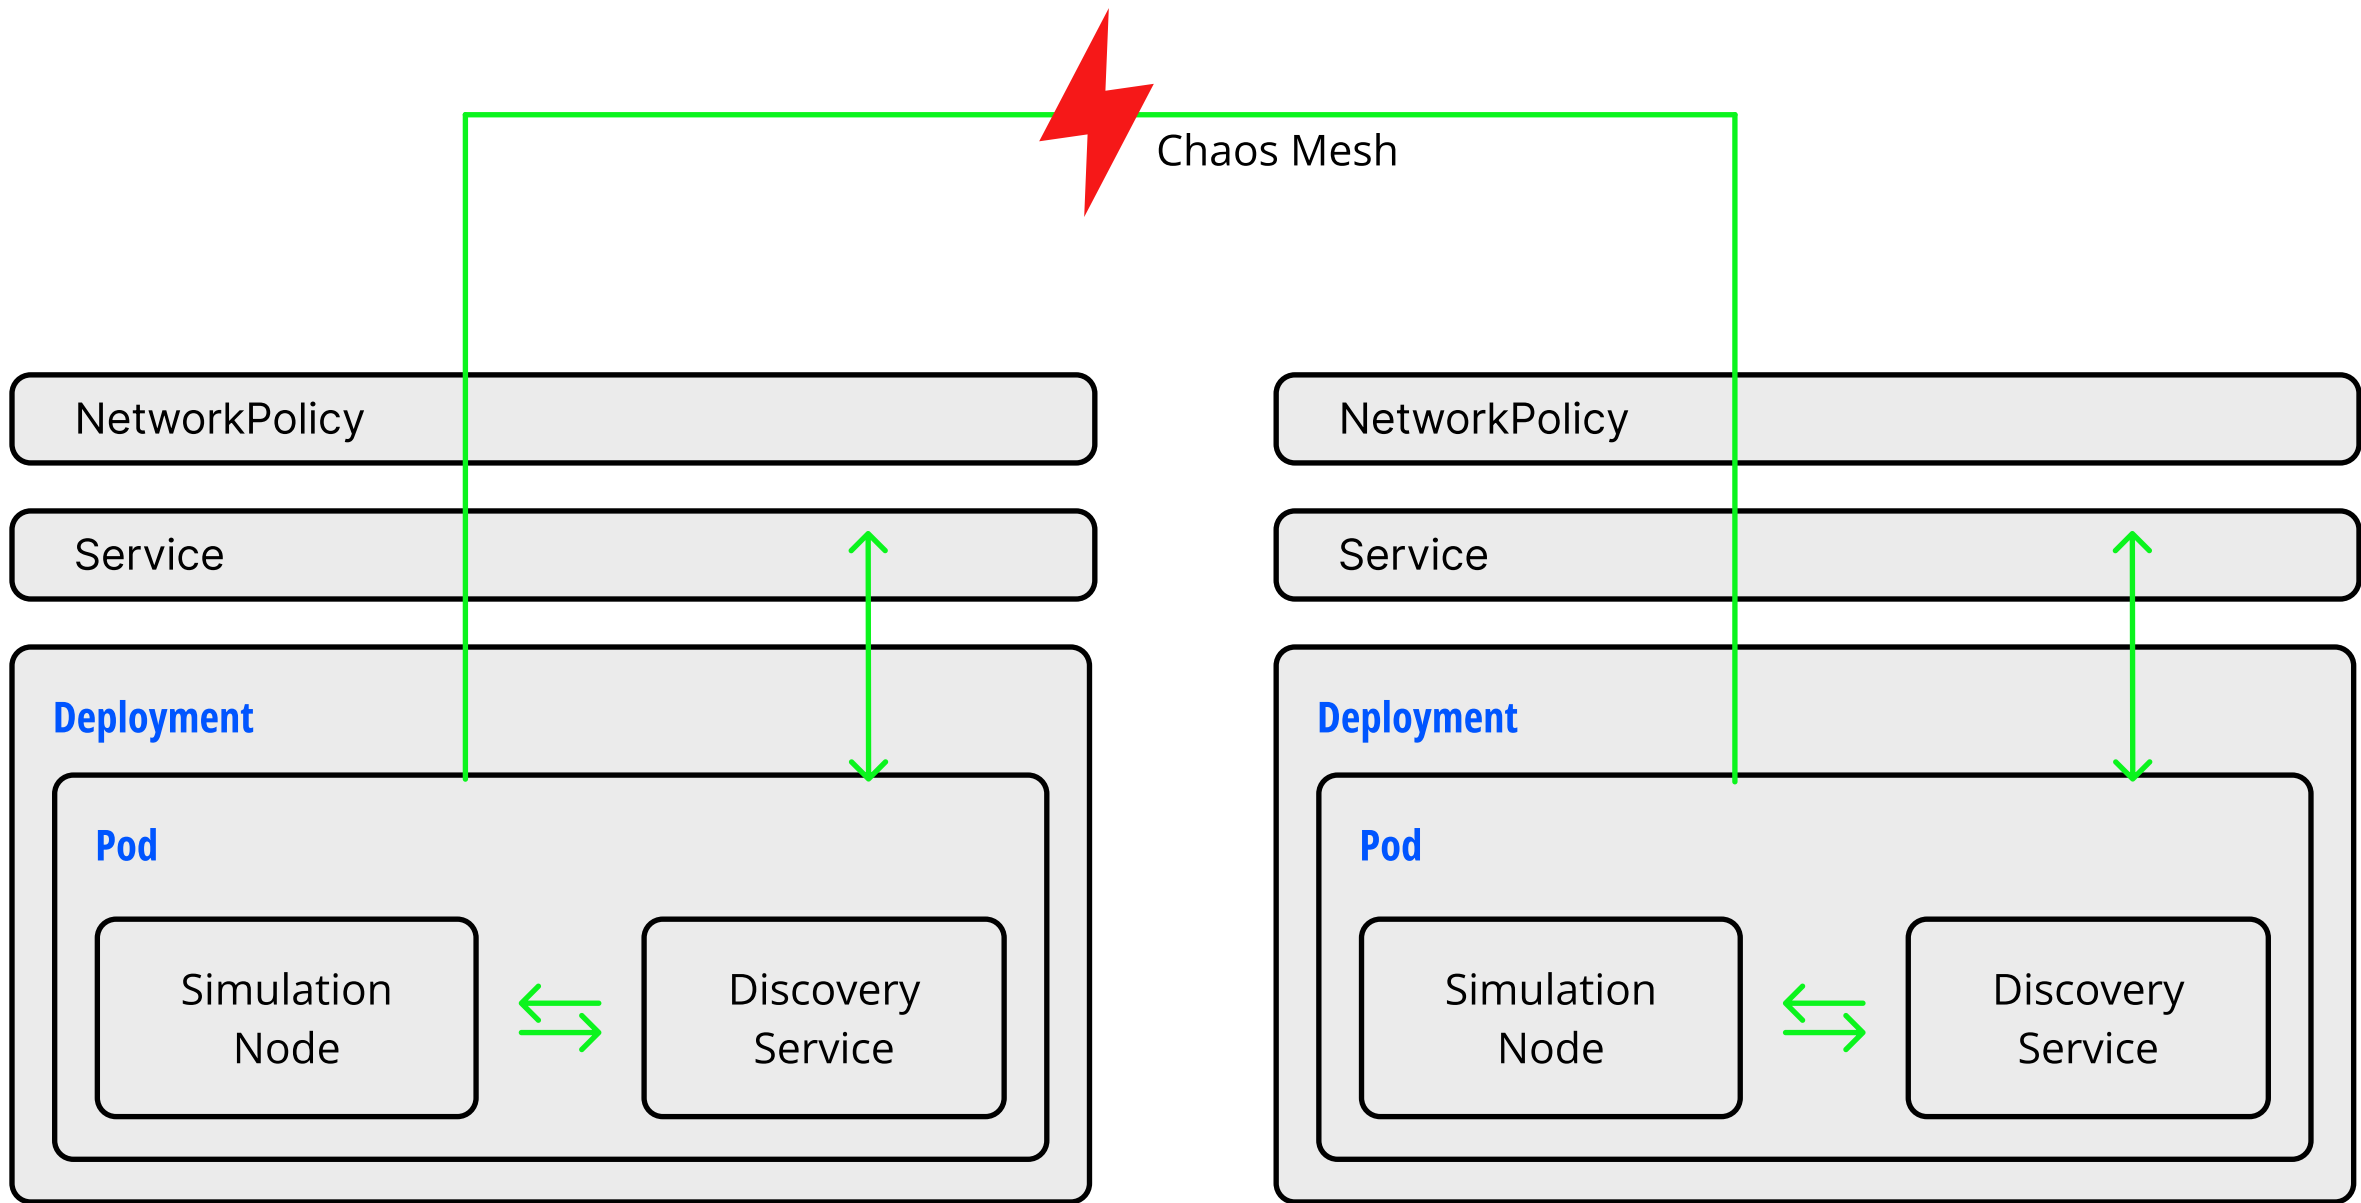 Chaos Mesh
NetworkPolicy
Service
Deployment
Pod
Simulation
Node
Discovery
Service
NetworkPolicy
Service
Deployment
Pod
Simulation
Node
Discovery
Service